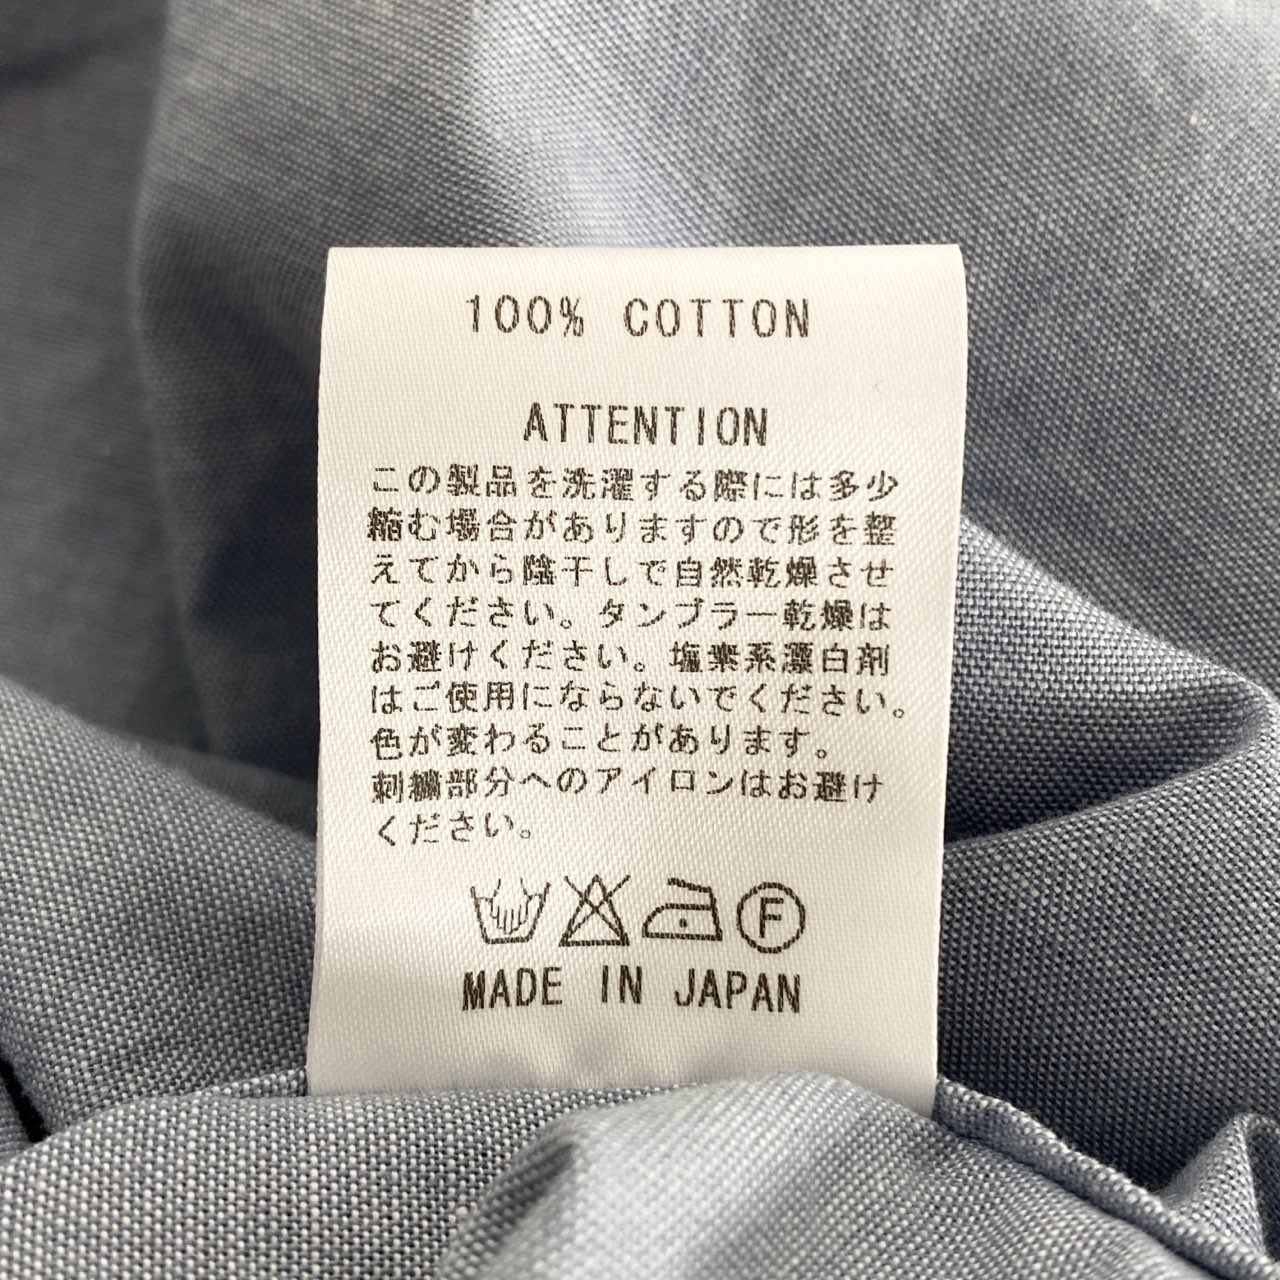 100% COTTON
ATTENTION
この製品を洗濯する際には多少
縮む場合がありますので形を整
えてから陰干しで自然乾燥させ
てください。タンブラー乾燥は
お避けください。塩素系漂白剤
はご使用にならないでください。
色が変わることがあります。
刺繍部分へのアイロンはお避け
ください。
F
MADE IN JAPAN